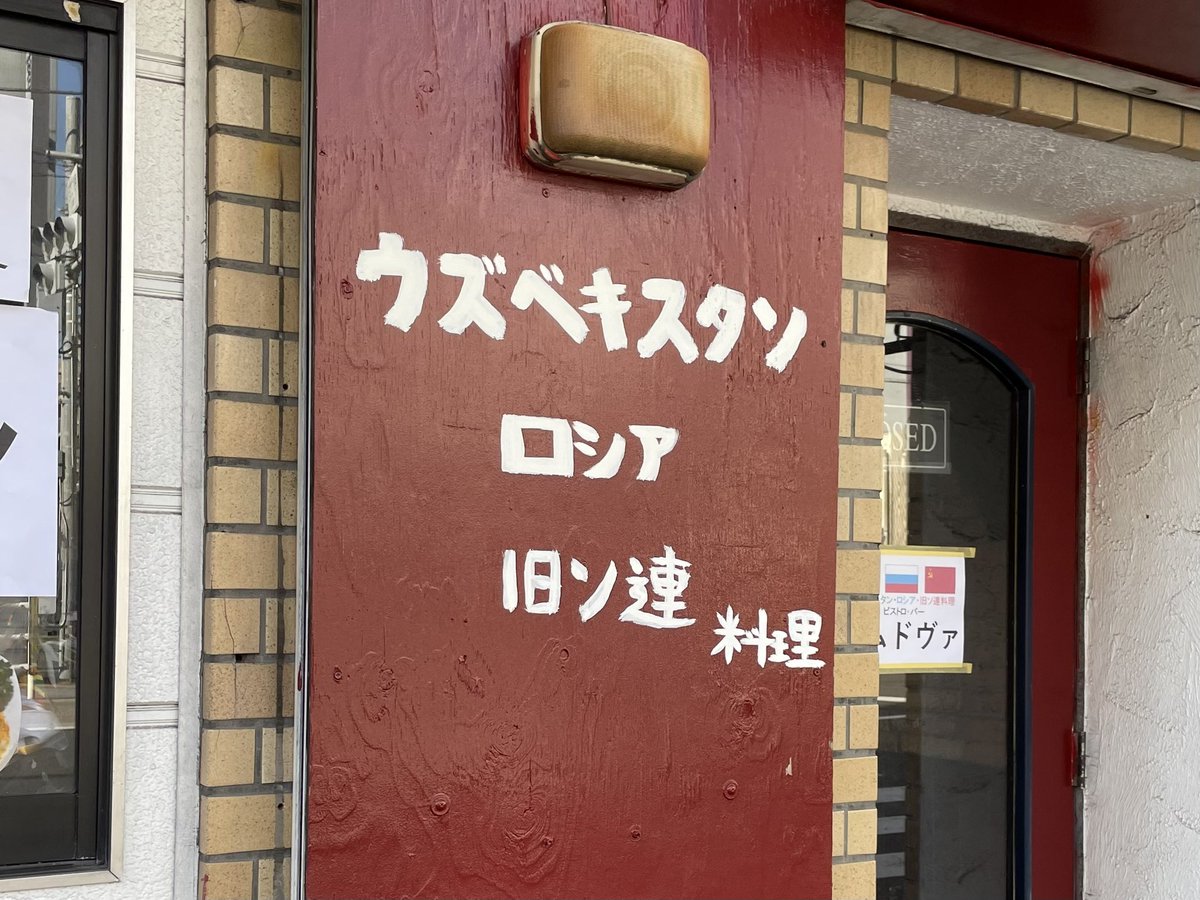 ウズベキスタン
ロシア
旧ソ連
料理
OSED
タン・ロシア・旧ソ連料理
ビストロ・バー
ムドヴァ